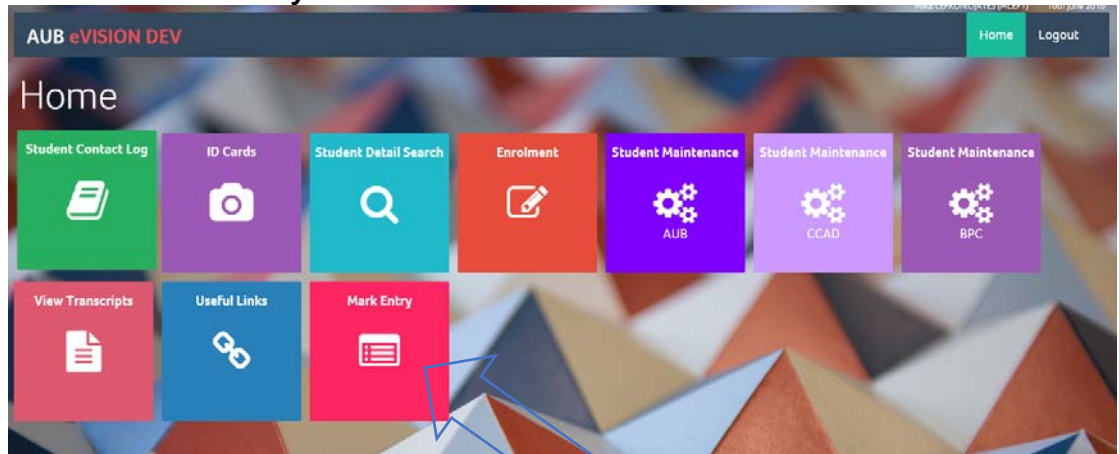 AUB eVISION DEV
Home
Logout
Home
Student Contact Log
ID Cards
Student Detail Search
Enrolment
Student Maintenance
AUB
Student Maintenance
CCAD
Student Maintenance
BPC
View Transcripts
Useful Links
Mark Entry